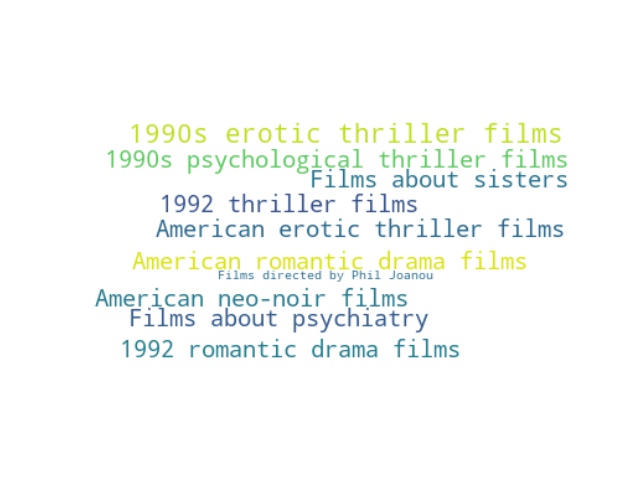 1990s erotic thriller films
1990s psychological thriller films
Films about sisters
1992 thriller films
American erotic thriller films
American romantic drama films
Films directed by Phil Joanou
American neo-noir films
Films about psychiatry
1992 romantic drama films